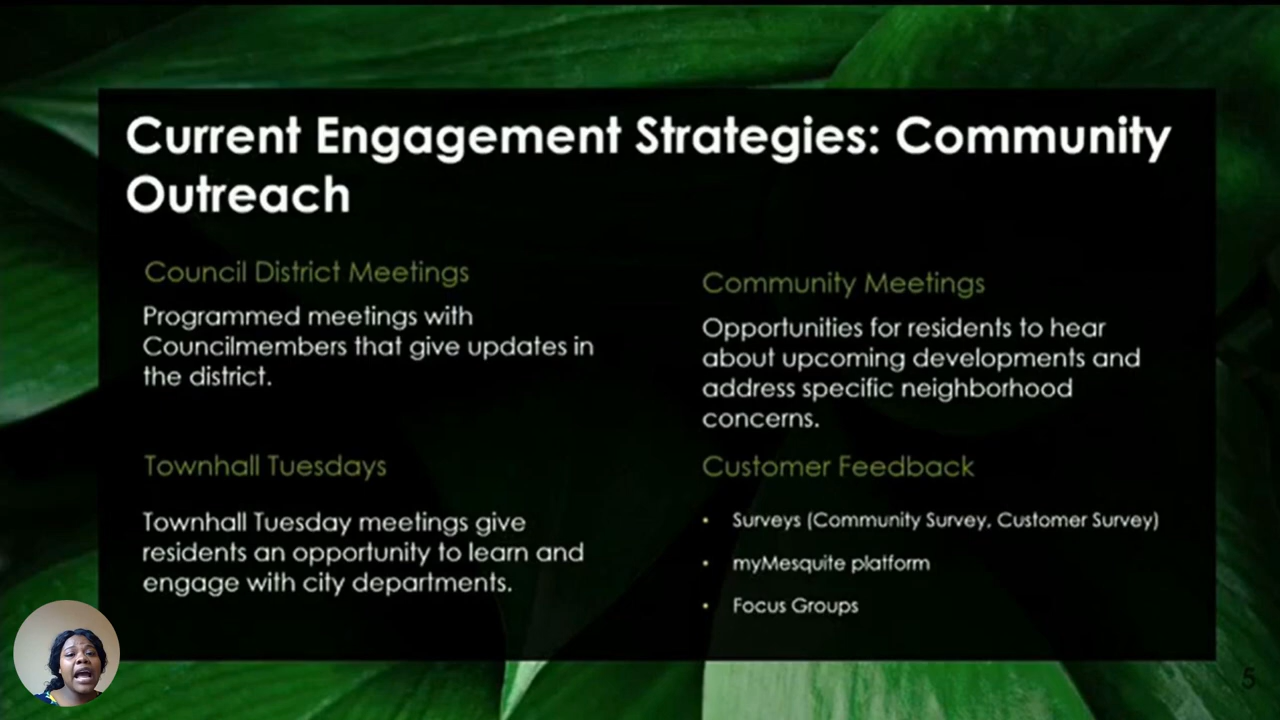 Current Engagement Strategies: Community
Outreach
Council District Meetings
Programmed meetings with
Councilmembers that give updates in
the district.
Townhall Tuesdays
Townhall Tuesday meetings give
residents an opportunity to learn and
engage with city departments.
Community Meetings
Opportunities for residents to hear
about upcoming developments and
address specific neighborhood
concerns.
Customer Feedback
• Surveys (Community Survey, Customer Survey)
• myMesquite platform
• Focus Groups
5